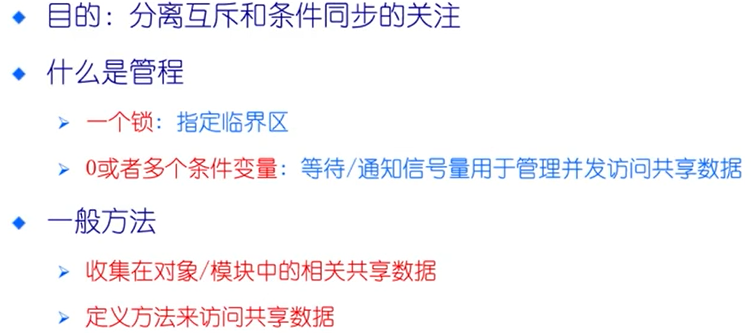 目的：分离互斥和条件同步的关注
什么是管程
一个锁：指定临界区
0或者多个条件变量：等待/通知信号量用于管理并发访问共享数据
一般方法
收集在对象/模块中的相关共享数据
定义方法来访问共享数据